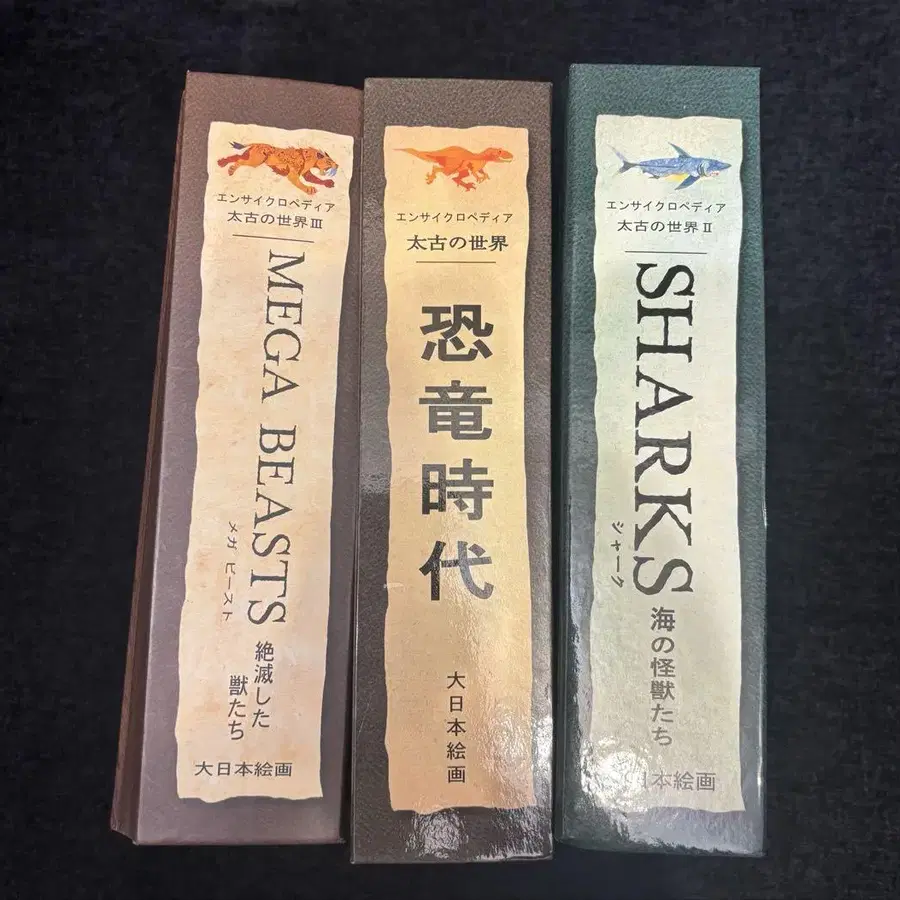 エンサイクロペディア
太古の世界Ⅲ
MEGA BEASTS
メガ ビースト
絶滅した
獣たち
大日本絵画
エンサイクロペディア
太古の世界
恐竜時代
大日本絵画
エンサイクロペディア
太古の世界Ⅱ
SHARKS
シャーク
海の怪獣たち
日本絵画